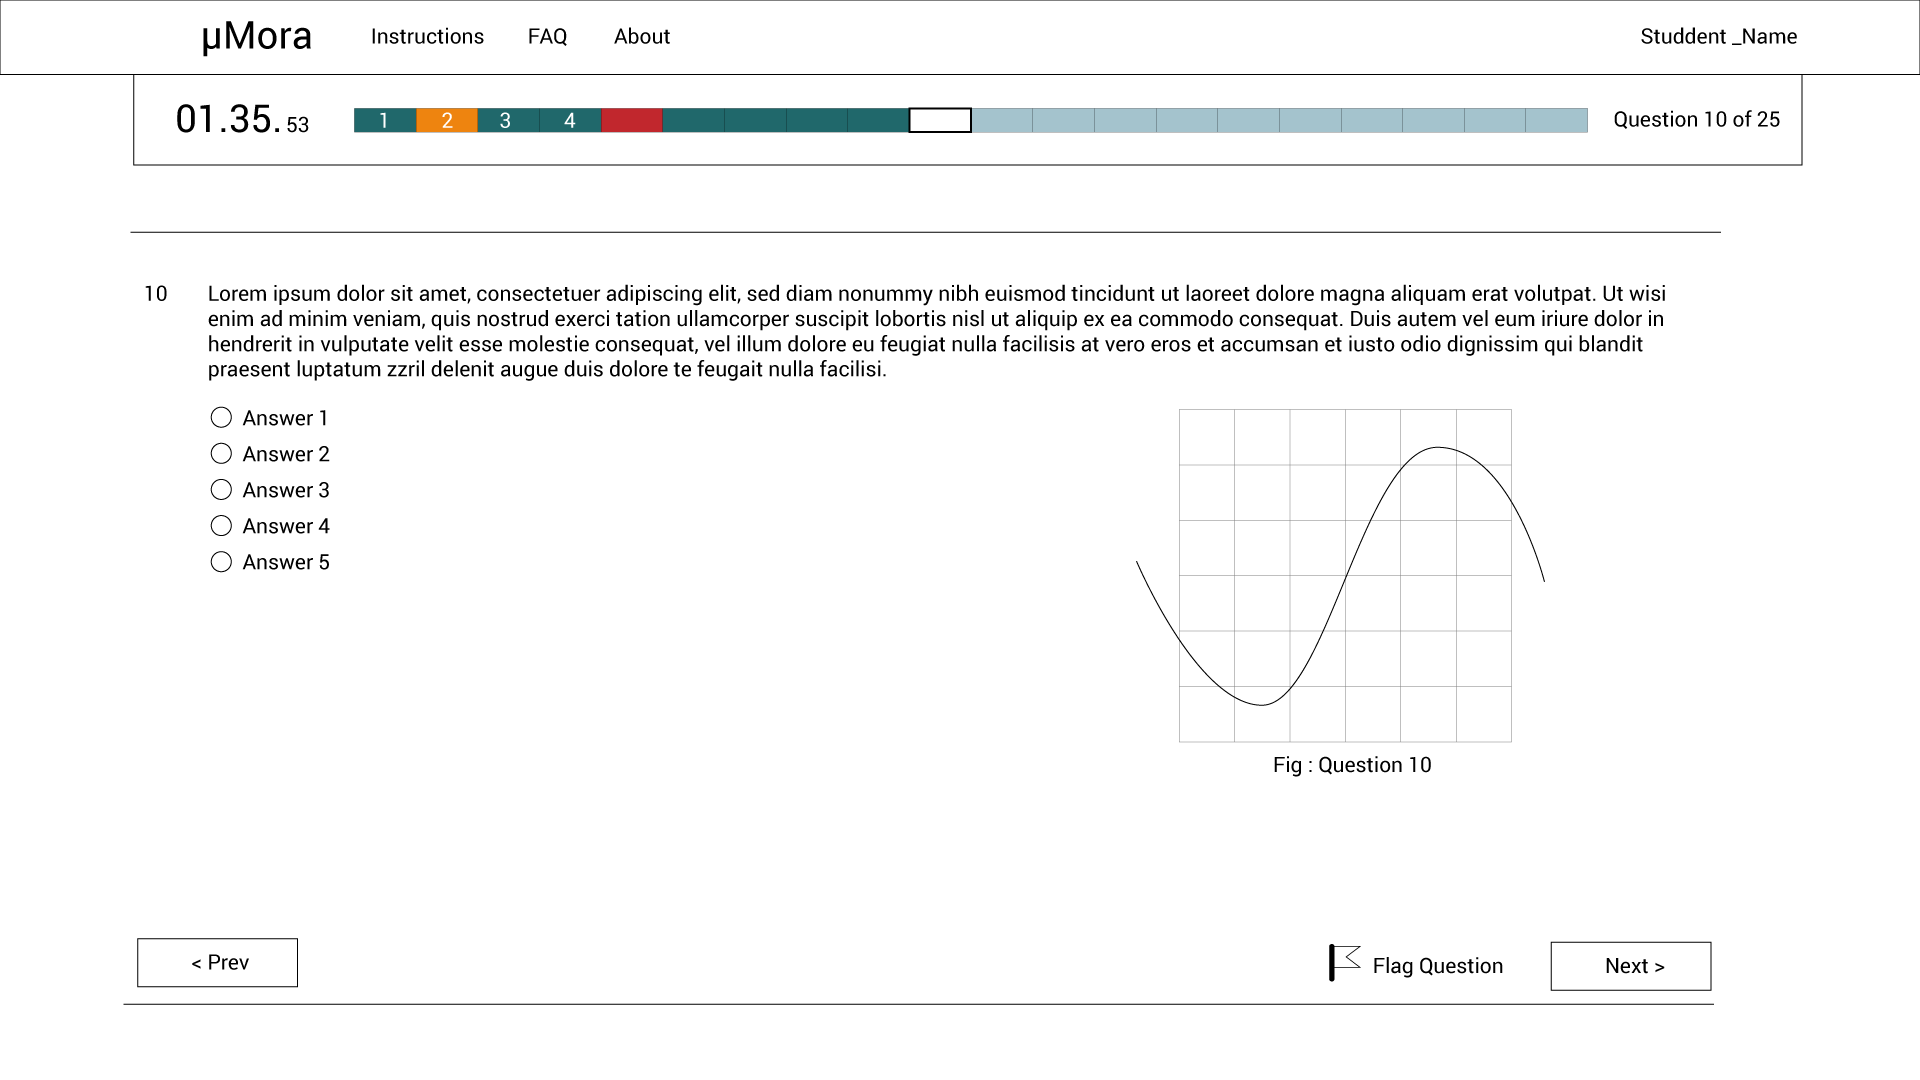 µMora Instructions FAQ About Studdent _Name
01.35. 53 1 2 3 4 Question 10 of 25
10 Lorem ipsum dolor sit amet, consectetuer adipiscing elit, sed diam nonummy nibh euismod tincidunt ut laoreet dolore magna aliquam erat volutpat. Ut wisi
enim ad minim veniam, quis nostrud exerci tation ullamcorper suscipit lobortis nisl ut aliquip ex ea commodo consequat. Duis autem vel eum iriure dolor in
hendrerit in vulputate velit esse molestie consequat, vel illum dolore eu feugiat nulla facilisis at vero eros et accumsan et iusto odio dignissim qui blandit
praesent luptatum zzril delenit augue duis dolore te feugait nulla facilisi.
Answer 1
Answer 2
Answer 3
Answer 4
Answer 5
Fig : Question 10
< Prev Flag Question Next >